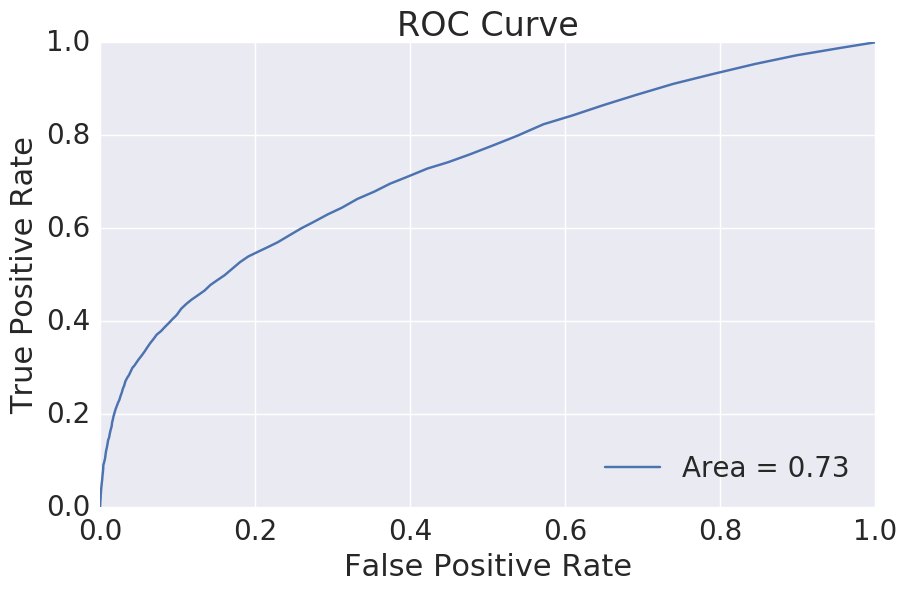 ROC Curve
1.0
0.8
0.6
0.4
0.2
0.0
True Positive Rate
Area = 0.73
0.0 0.2 0.4 0.6 0.8 1.0
False Positive Rate